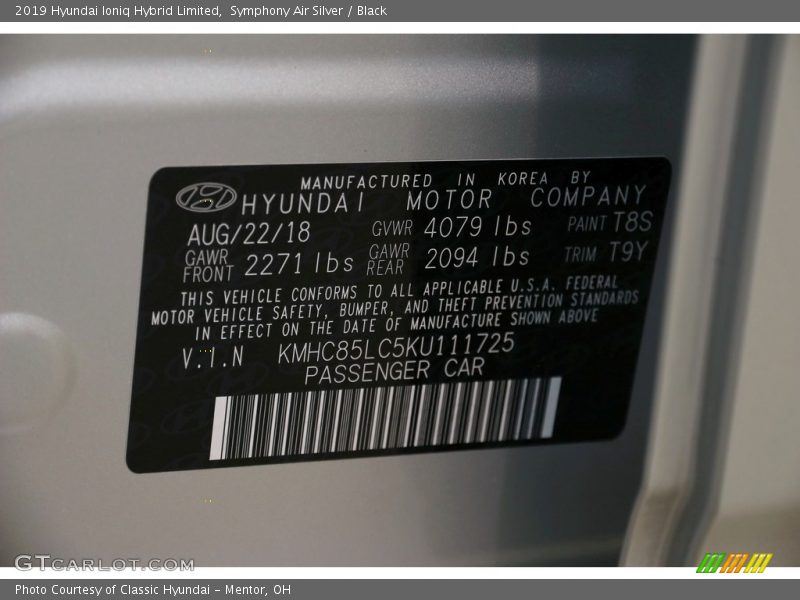 2019 Hyundai Ioniq Hybrid Limited, Symphony Air Silver / Black
MANUFACTURED IN KOREA BY
HYUNDAI MOTOR COMPANY
AUG/22/18 GVWR 4079 lbs PAINT T8S
GAWR FRONT 2271 lbs GAWR REAR 2094 lbs TRIM T9Y
THIS VEHICLE CONFORMS TO ALL APPLICABLE U.S.A. FEDERAL
MOTOR VEHICLE SAFETY, BUMPER, AND THEFT PREVENTION STANDARDS
IN EFFECT ON THE DATE OF MANUFACTURE SHOWN ABOVE
V.I.N KMHC85LC5KU111725
PASSENGER CAR
GTCARLOT.COM
Photo Courtesy of Classic Hyundai - Mentor, OH